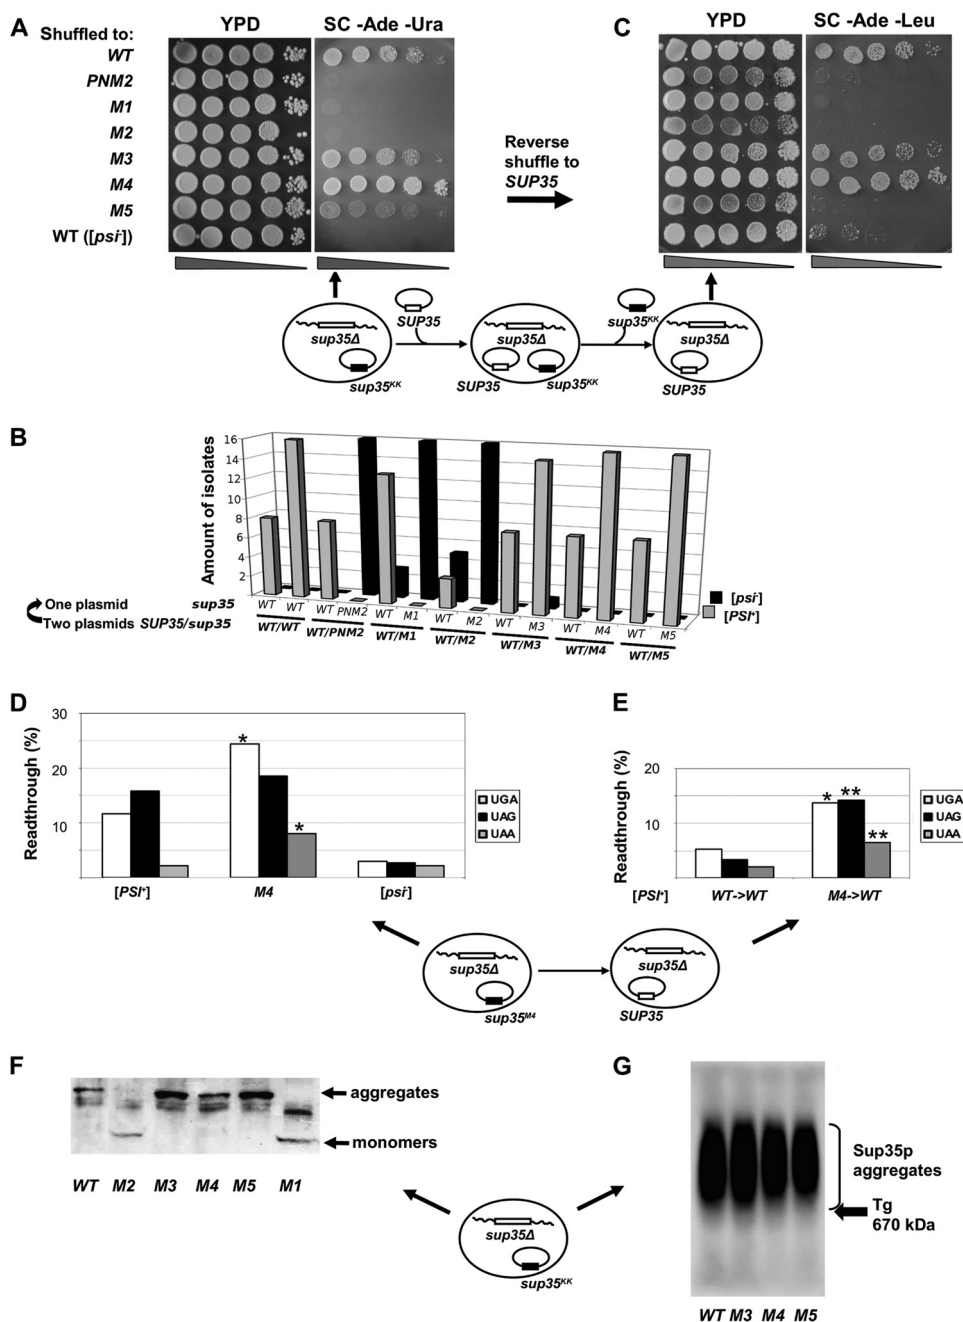 A
YPD
SC -Ade -Ura
Shuffled to:
WT
PNM2
M1
M2
M3
M4
M5
WT ([psi-])
Reverse
shuffle to
SUP35
C
YPD
SC -Ade -Leu
sup35Δ
sup35KK
SUP35
sup35Δ
SUP35
sup35KK
sup35KK
sup35Δ
SUP35
B
Amount of isolates
16
14
12
10
8
6
4
2
One plasmid sup35
Two plasmids SUP35/sup35
WT WT WT PNM2 WT M1 WT M2 WT M3 WT M4 WT M5
WT/WT WT/PNM2 WT/M1 WT/M2 WT/M3 WT/M4 WT/M5
[psi-]
[PSI+]
D
Readthrough (%)
30
20
10
* *
UGA
UAG
UAA
[PSI+] M4 [psi-]
E
Readthrough (%)
20
10
* ** **
UGA
UAG
UAA
[PSI+] WT->WT M4->WT
sup35Δ
sup35M4
sup35Δ
SUP35
F
aggregates
monomers
WT M2 M3 M4 M5 M1
sup35Δ
sup35KK
G
Sup35p
aggregates
Tg
670 kDa
WT M3 M4 M5